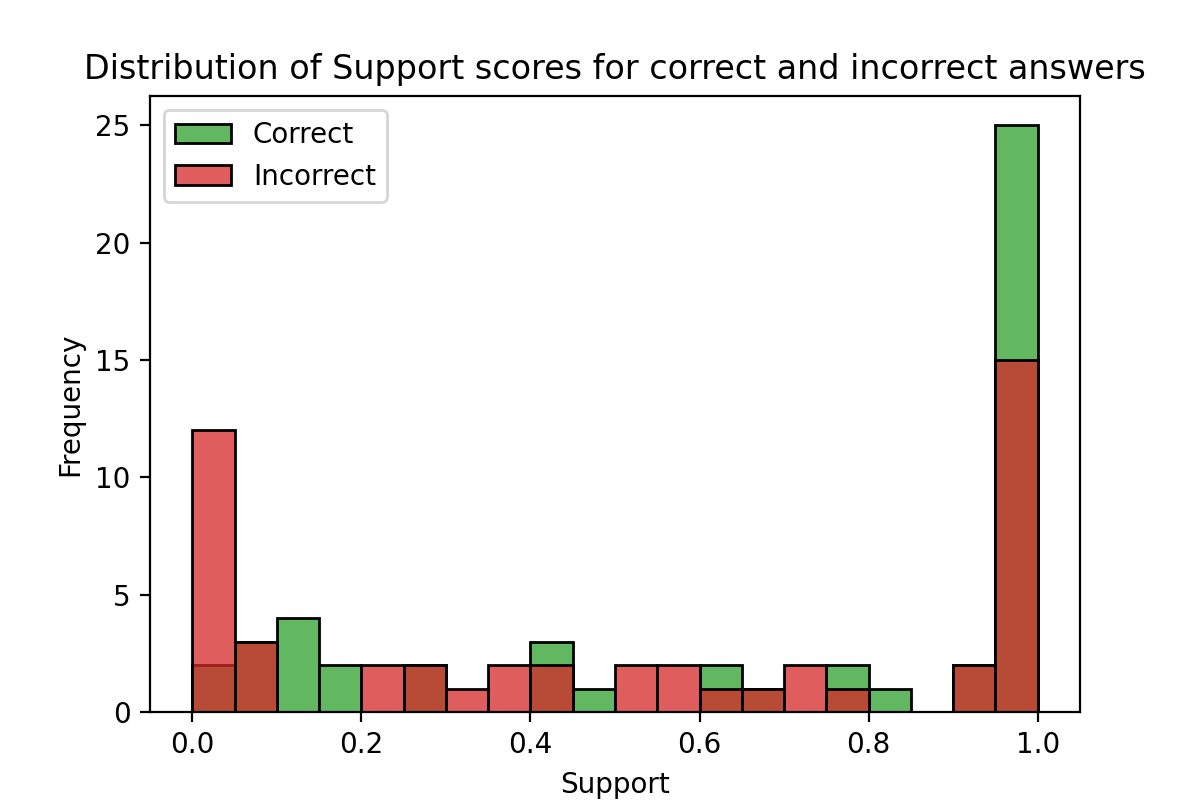 Distribution of Support scores for correct and incorrect answers
Correct
Incorrect
25
20
15
10
5
0
Frequency
0.0 0.2 0.4 0.6 0.8 1.0
Support